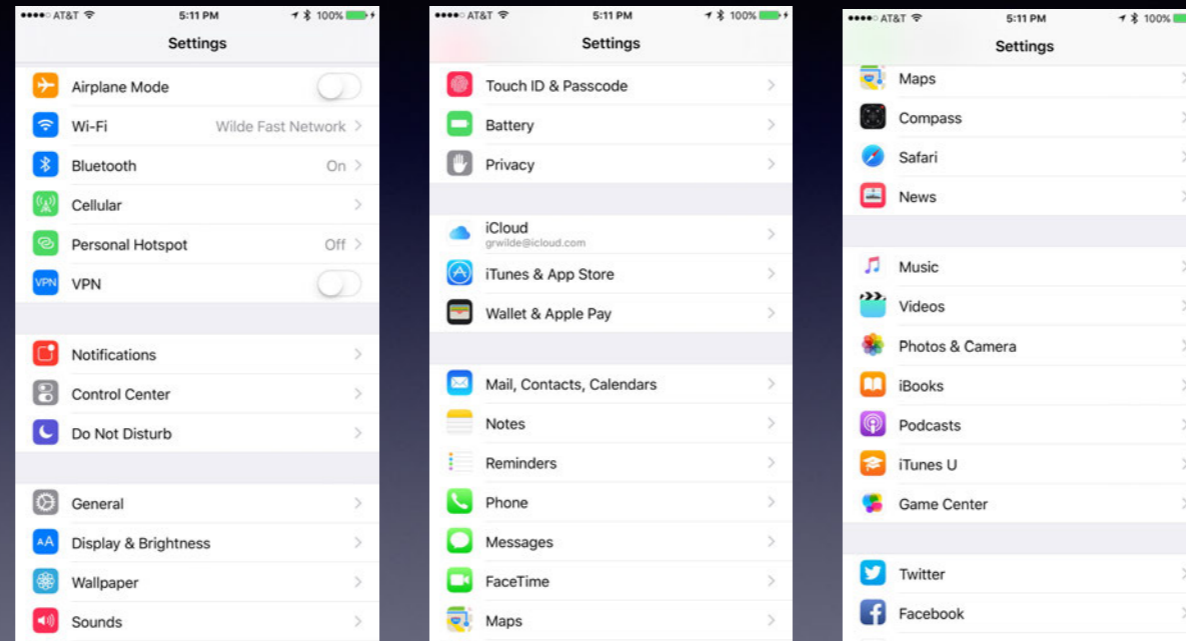 AT&T 5:11 PM 100%
Settings
Airplane Mode
Wi-Fi Wilde Fast Network
Bluetooth On
Cellular
Personal Hotspot Off
VPN VPN
Notifications
Control Center
Do Not Disturb
General
AA Display & Brightness
Wallpaper
Sounds
AT&T 5:11 PM 100%
Settings
Touch ID & Passcode
Battery
Privacy
iCloud
grwilde@icloud.com
iTunes & App Store
Wallet & Apple Pay
Mail, Contacts, Calendars
Notes
Reminders
Phone
Messages
FaceTime
Maps
AT&T 5:11 PM 100%
Settings
Maps
Compass
Safari
News
Music
Videos
Photos & Camera
iBooks
Podcasts
iTunes U
Game Center
Twitter
Facebook